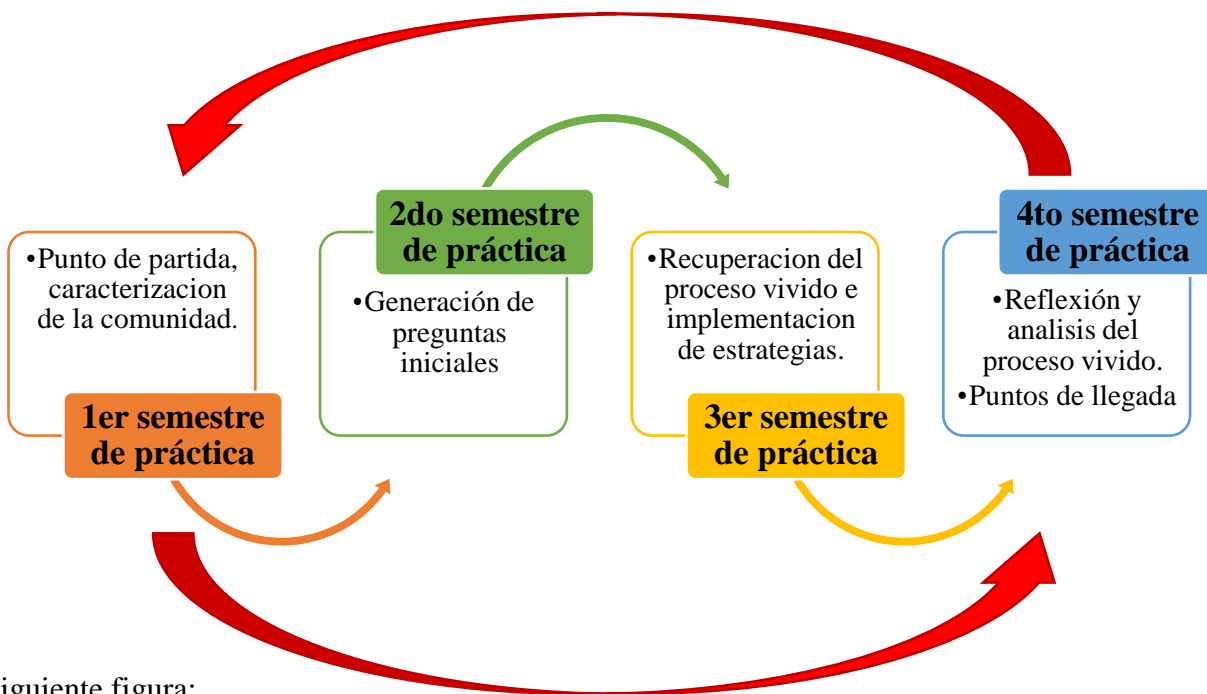 •Punto de partida,
caracterizacion
de la comunidad.
1er semestre
de práctica
2do semestre
de práctica
•Generación de
preguntas
iniciales
•Recuperacion del
proceso vivido e
implementacion
de estrategias.
3er semestre
de práctica
4to semestre
de práctica
•Reflexión y
analisis del
proceso vivido.
•Puntos de llegada
iguiente figura: